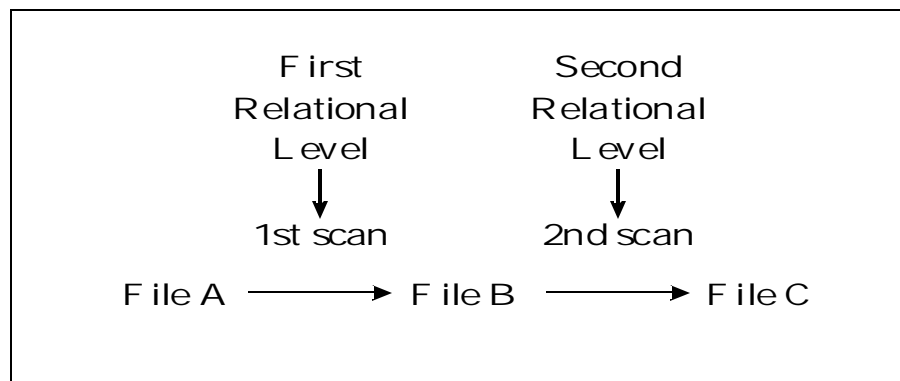 First
Relational
Level
Second
Relational
Level
1st scan
2nd scan
File A
File B
File C